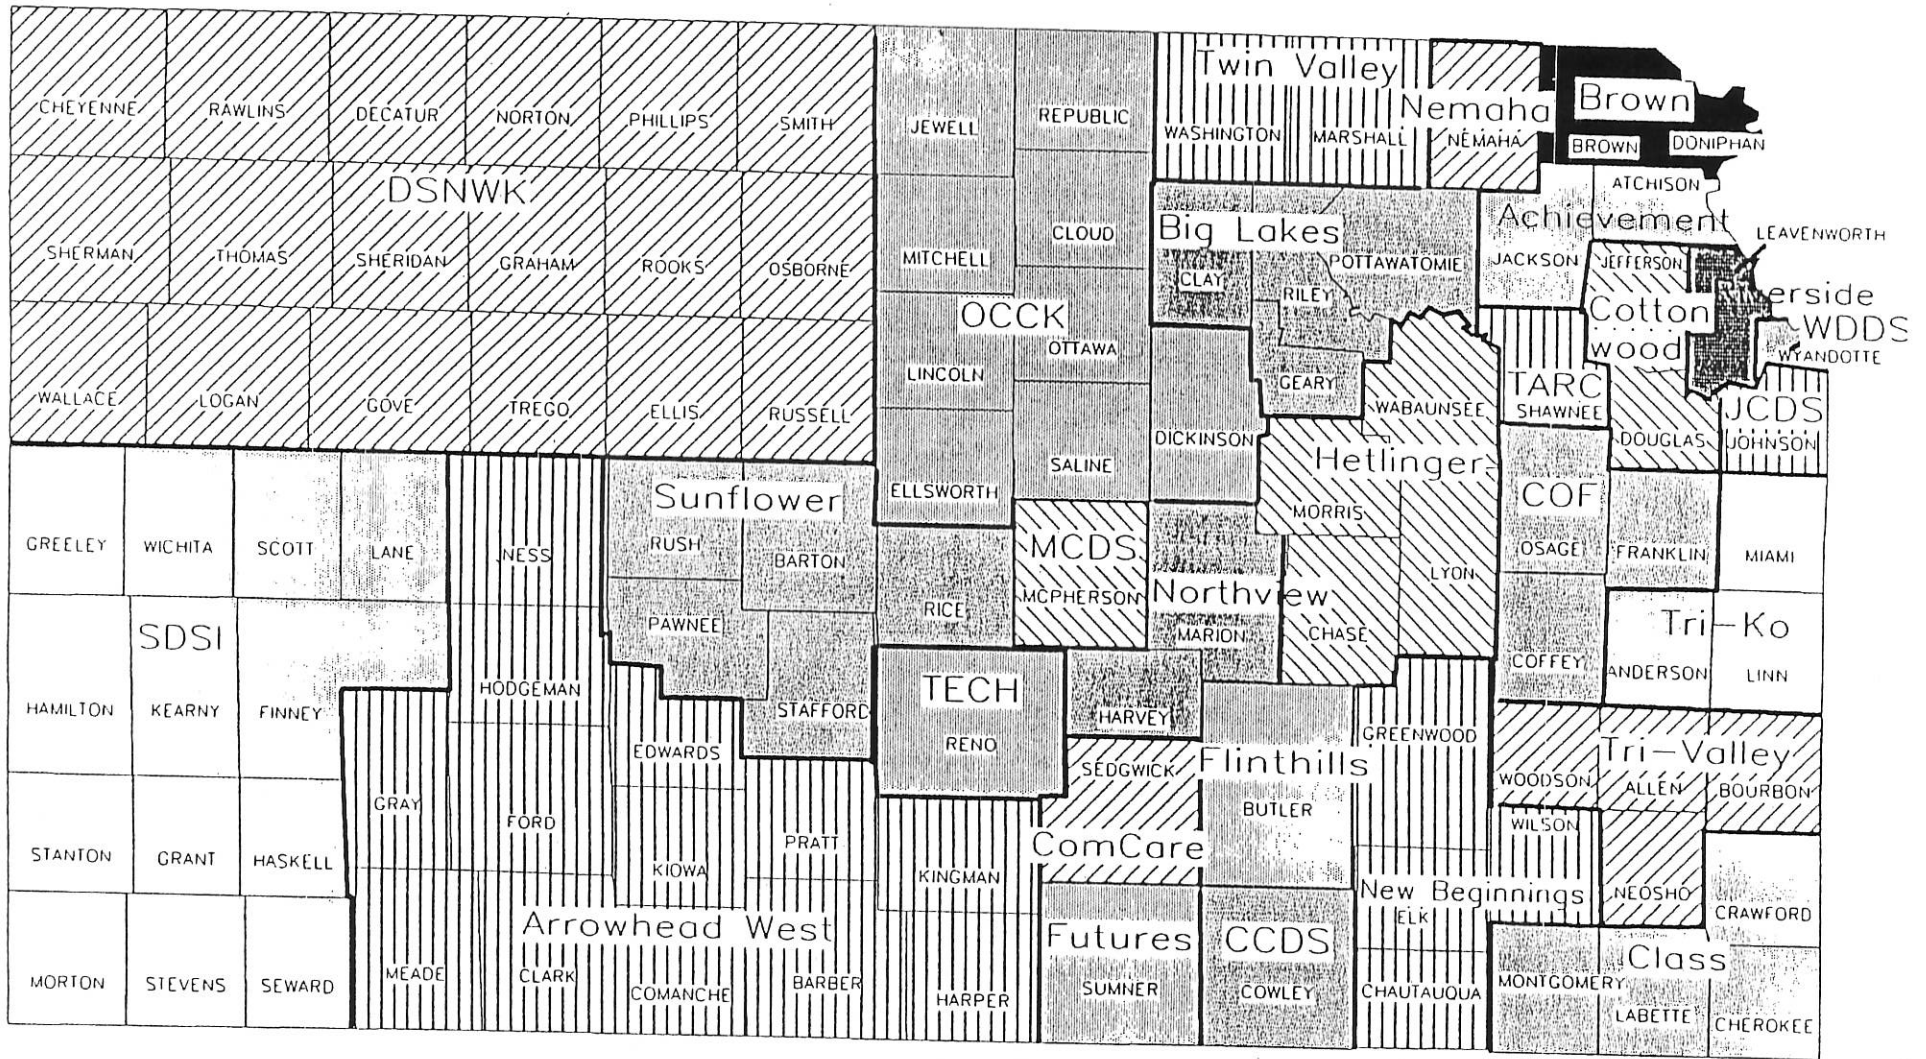 Twin Valley
Nemaha
Brown
CHEYENNE
RAWLINS
DECATUR
NORTON
PHILLIPS
SMITH
JEWELL
REPUBLIC
WASHINGTON
MARSHALL
NEMAHA
BROWN
DONIPHAN
DSNWK
ATCHISON
Achievement
Big Lakes
LEAVENWORTH
SHERMAN
THOMAS
SHERIDAN
GRAHAM
ROOKS
OSBORNE
MITCHELL
CLOUD
CLAY
RILEY
POTTAWATOMIE
JACKSON
JEFFERSON
OCCK
Cotton
wood
erside
WDDS
WYANDOTTE
WALLACE
LOGAN
GOVE
TREGO
ELLIS
RUSSELL
LINCOLN
OTTAWA
GEARY
WABAUNSEE
TARC
SHAWNEE
JCDS
DICKINSON
DOUGLAS
JOHNSON
Sunflower
ELLSWORTH
SALINE
Hetlinger
MORRIS
COF
GREELEY
WICHITA
SCOTT
LANE
NESS
RUSH
BARTON
MCDS
OSAGE
FRANKLIN
MIAMI
RICE
MCPHERSON
Northview
LYON
SDSI
PAWNEE
MARION
CHASE
Tri-Ko
COFFEY
ANDERSON
LINN
HAMILTON
KEARNY
FINNEY
HODGEMAN
STAFFORD
TECH
RENO
HARVEY
EDWARDS
SEDGWICK
Flinthills
GREENWOOD
Tri-Valley
WOODSON
ALLEN
BOURBON
GRAY
FORD
BUTLER
WILSON
STANTON
GRANT
HASKELL
KIOWA
PRATT
KINGMAN
ComCare
New Beginnings
ELK
NEOSHO
CRAWFORD
Arrowhead West
Futures
CCDS
Class
MORTON
STEVENS
SEWARD
MEADE
CLARK
COMANCHE
BARBER
HARPER
SUMNER
COWLEY
CHAUTAUQUA
MONTGOMERY
LABETTE
CHEROKEE